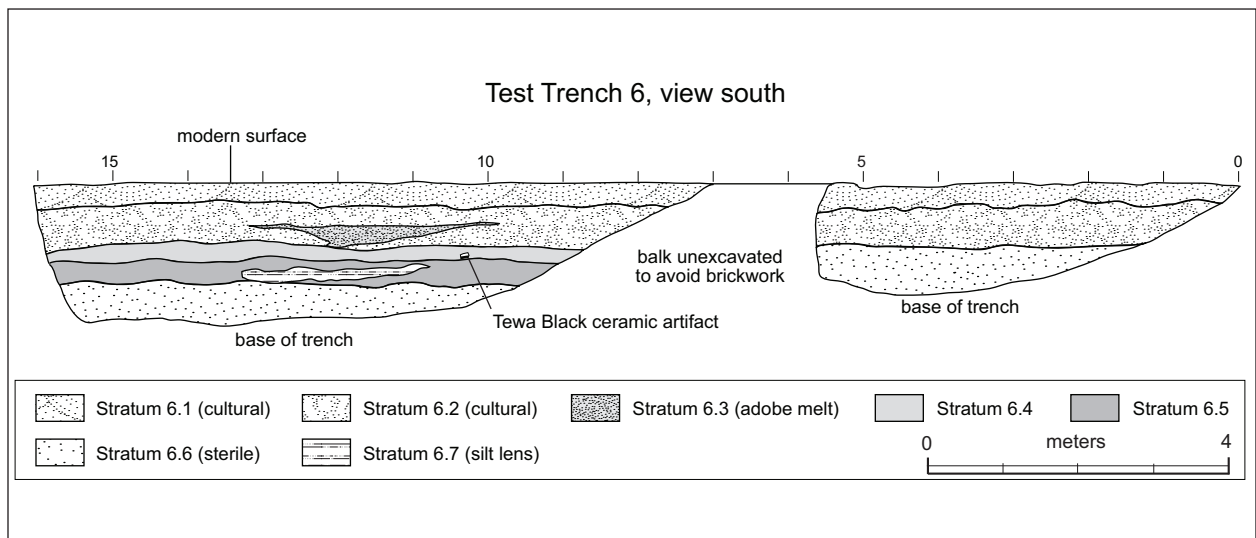 Test Trench 6, view south
modern surface
15
10
5
0
balk unexcavated
to avoid brickwork
Tewa Black ceramic artifact
base of trench
base of trench
Stratum 6.1 (cultural)
Stratum 6.2 (cultural)
Stratum 6.3 (adobe melt)
Stratum 6.4
Stratum 6.5
Stratum 6.6 (sterile)
Stratum 6.7 (silt lens)
0
meters
4